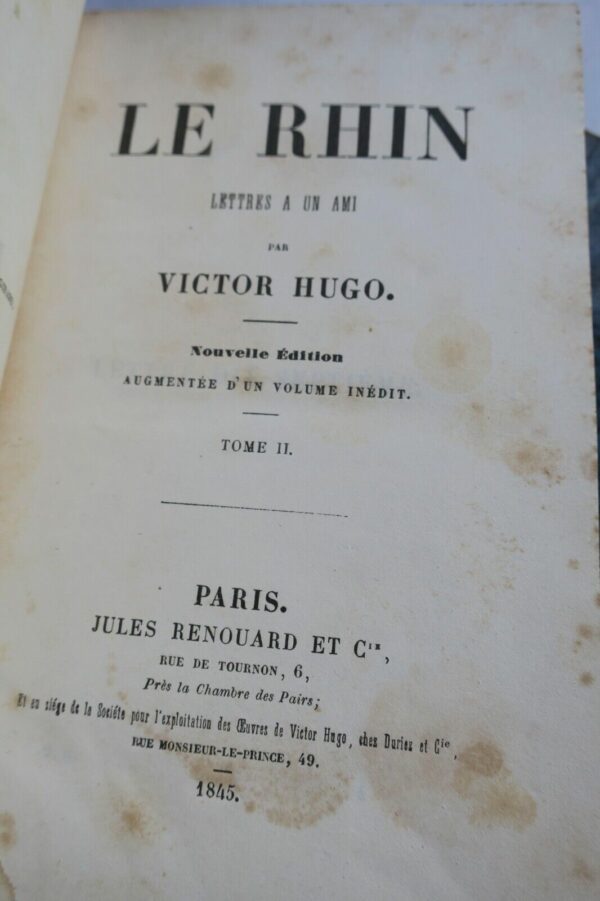 LE RHIN
LETTRES A UN AMI
PAR
VICTOR HUGO.
Nouvelle Édition
AUGMENTÉE D'UN VOLUME INÉDIT.
TOME II.
PARIS.
JULES RENOUARD ET Cie,
RUE DE TOURNON, 6,
Près la Chambre des Pairs;
Et au siége de la Société pour l'exploitation des Œuvres de Victor Hugo, chez Duriez et Cie,
RUE MONSIEUR-LE-PRINCE, 49.
1845.